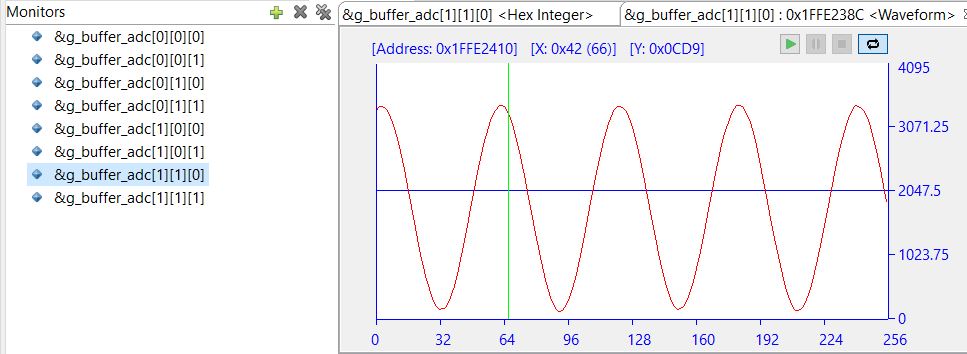 Monitors
&g_buffer_adc[0][0][0]
&g_buffer_adc[0][0][1]
&g_buffer_adc[0][1][0]
&g_buffer_adc[0][1][1]
&g_buffer_adc[1][0][0]
&g_buffer_adc[1][0][1]
&g_buffer_adc[1][1][0]
&g_buffer_adc[1][1][1]
&g_buffer_adc[1][1][0] <Hex Integer>
&g_buffer_adc[1][1][0] : 0x1FFE238C <Waveform>
[Address: 0x1FFE2410] [X: 0x42 (66)] [Y: 0x0CD9]
4095
3071.25
2047.5
1023.75
0
0 32 64 96 128 160 192 224 256